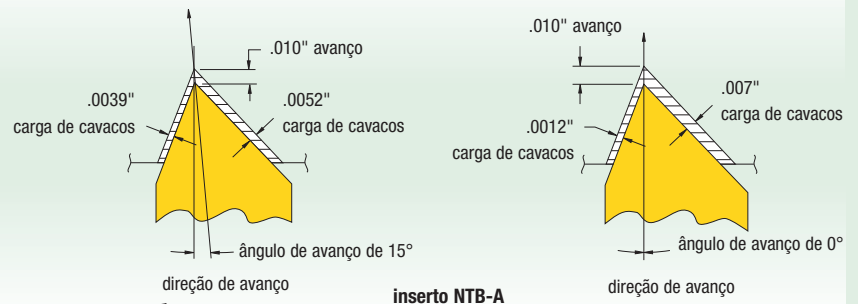 .010" avanço
.0039"
carga de cavacos
.0052"
carga de cavacos
ângulo de avanço de 15°
direção de avanço
.010" avanço
.007"
carga de cavacos
.0012"
carga de cavacos
ângulo de avanço de 0°
direção de avanço
inserto NTB-A